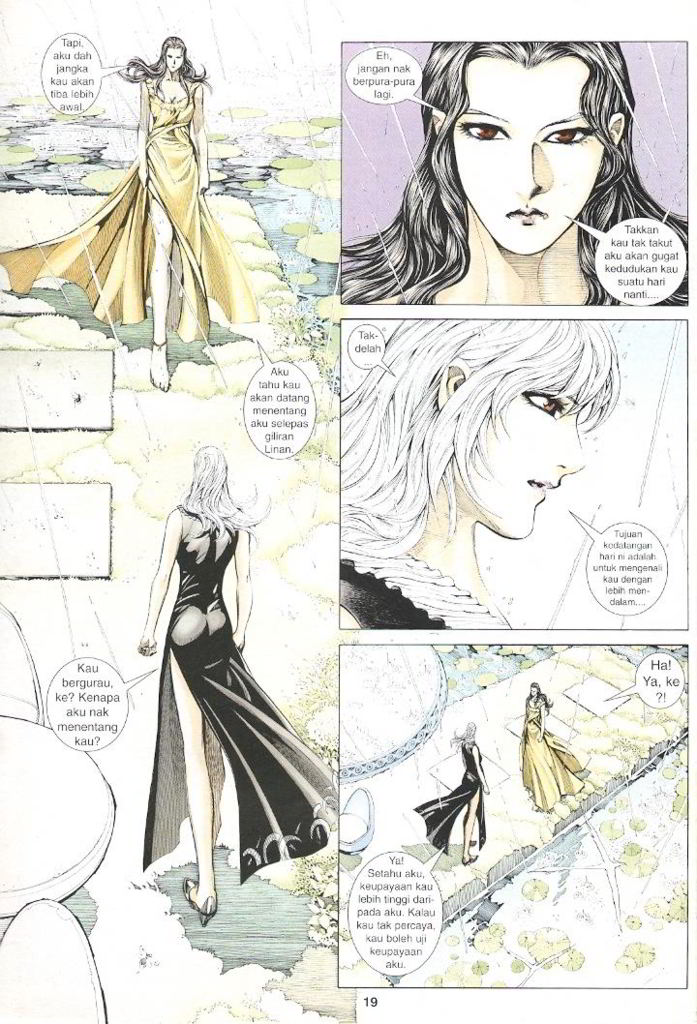 Tapi,
aku dah
jangka
kau akan
tiba lebih
awal.
Aku
tahu kau
akan datang
menentang
aku selepas
giliran
Linan.
Kau
bergurau,
ke? Kenapa
aku nak
menentang
kau?
Eh,
jangan nak
berpura-pura
lagi.
Takkan
kau tak takut
aku akan gugat
kedudukan kau
suatu hari
nanti....
Tak-
delah
...
Tujuan
kedatangan
hari ni adalah
untuk mengenali
kau dengan
lebih men-
dalam....
Ha!
Ya, ke
?!
Ya!
Setahu aku,
keupayaan kau
lebih tinggi dari-
pada aku. Kalau
kau tak percaya,
kau boleh uji
keupayaan
aku.
19